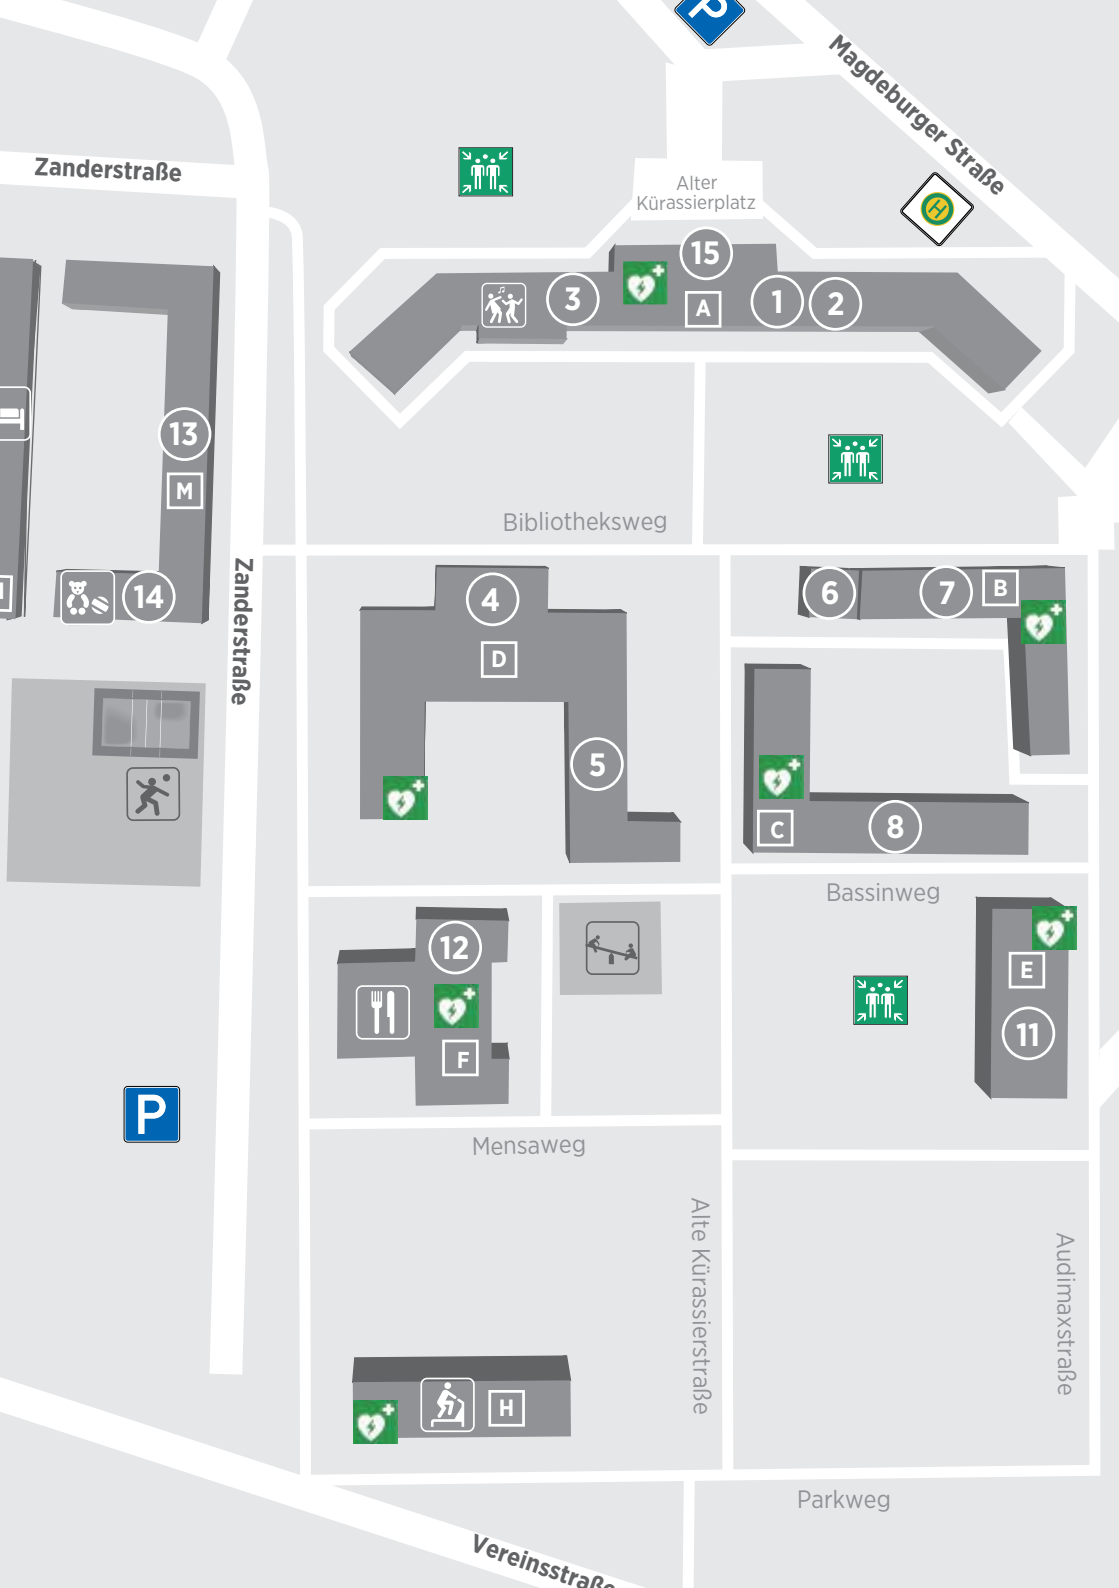 P
Magdeburger Straße
Zanderstraße
H
Alter
Kürassierplatz
15
3
A
1
2
13
M
Bibliotheksweg
Zanderstraße
14
4
D
5
6
7
B
C
8
Bassinweg
12
F
E
11
P
Mensaweg
Alte Kürassierstraße
Audimaxstraße
H
Parkweg
Vereinsstraße